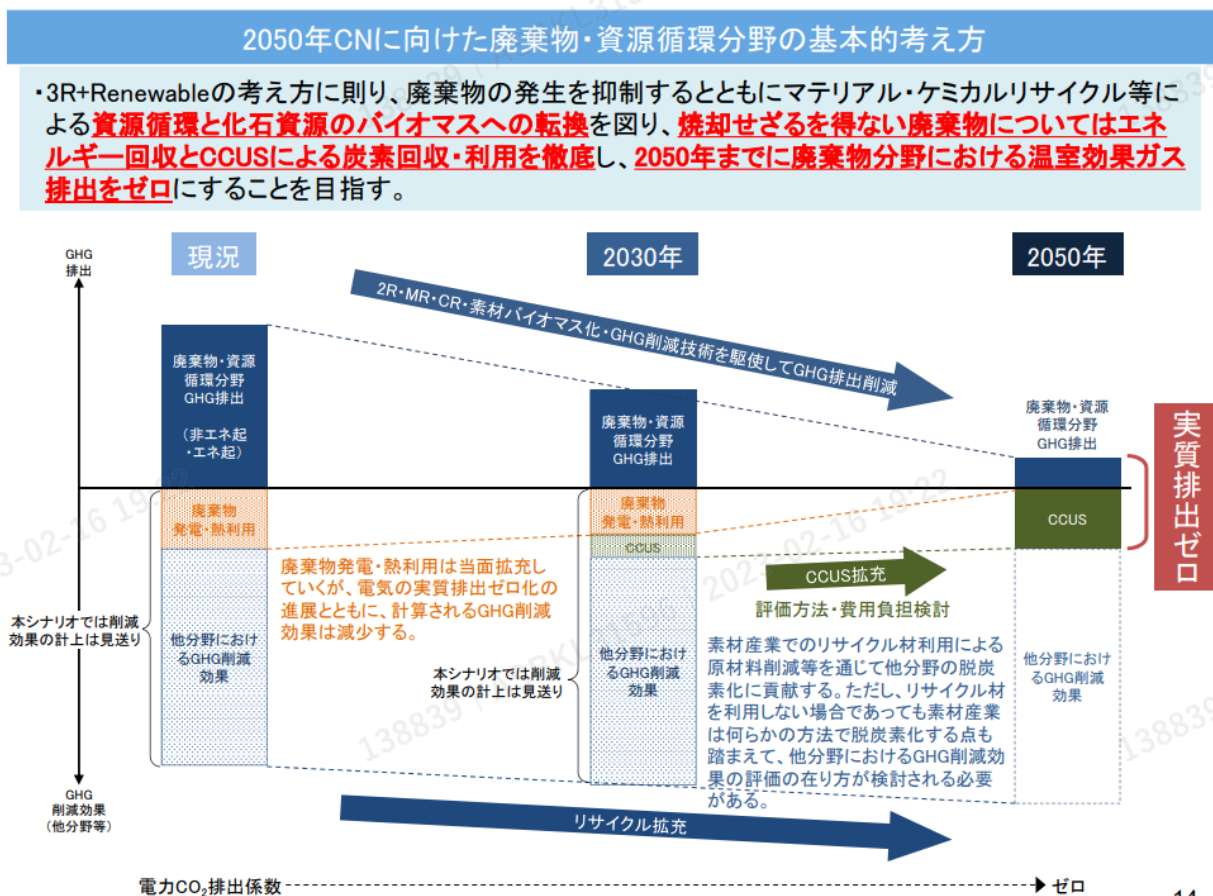 2050年CNに向けた廃棄物・資源循環分野の基本的考え方
・3R+Renewableの考え方に則り、廃棄物の発生を抑制するとともにマテリアル・ケミカルリサイクル等に
よる資源循環と化石資源のバイオマスへの転換を図り、焼却せざるを得ない廃棄物についてはエネ
ルギー回収とCCUSによる炭素回収・利用を徹底し、2050年までに廃棄物分野における温室効果ガス
排出をゼロにすることを目指す。
GHG
排出
現況
2030年
2050年
2R・MR・CR・素材バイオマス化・GHG削減技術を駆使してGHG排出削減
廃棄物・資源
循環分野
GHG排出
(非エネ起
・エネ起)
廃棄物・資源
循環分野
GHG排出
廃棄物・資源
循環分野
GHG排出
実質排出ゼロ
廃棄物
発電・熱利用
廃棄物
発電・熱利用
CCUS
CCUS
廃棄物発電・熱利用は当面拡充し
ていくが、電気の実質排出ゼロ化の
進展とともに、計算されるGHG削減
効果は減少する。
CCUS拡充
評価方法・費用負担検討
本シナリオでは削減
効果の計上は見送り
他分野におけ
るGHG削減
効果
本シナリオでは削減
効果の計上は見送り
他分野におけ
るGHG削減
効果
素材産業でのリサイクル材利用による
原材料削減等を通じて他分野の脱炭
素化に貢献する。ただし、リサイクル材
を利用しない場合であっても素材産業
は何らかの方法で脱炭素化する点も
踏まえて、他分野におけるGHG削減効
果の評価の在り方が検討される必要
がある。
他分野におけ
るGHG削減
効果
GHG
削減効果
(他分野等)
リサイクル拡充
電力CO₂排出係数
ゼロ